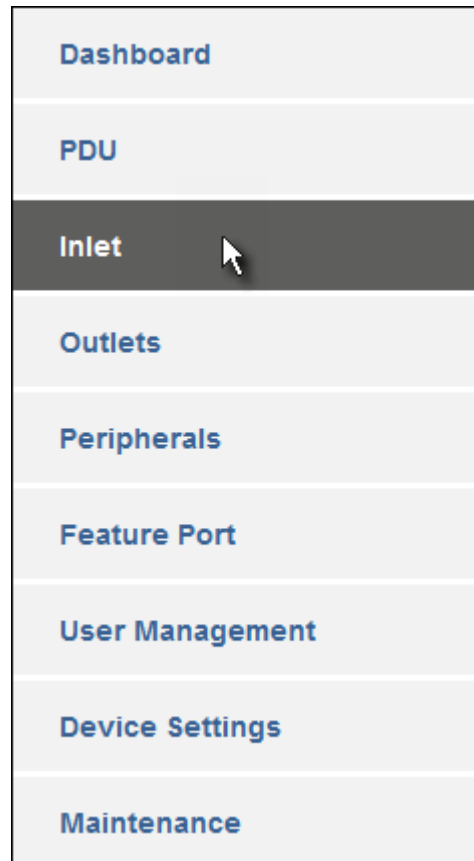 Dashboard
PDU
Inlet
Outlets
Peripherals
Feature Port
User Management
Device Settings
Maintenance